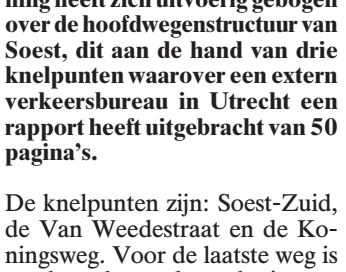 ning heeft zich uitvoerig gebogen
over de hoofdwegenstructuur van
Soest, dit aan de hand van drie
knelpunten waarover een extern
verkeersbureau in Utrecht een
rapport heeft uitgebracht van 50
pagina’s.
De knelpunten zijn: Soest-Zuid,
de Van Weedestraat en de Ko-
ningsweg. Voor de laatste weg is